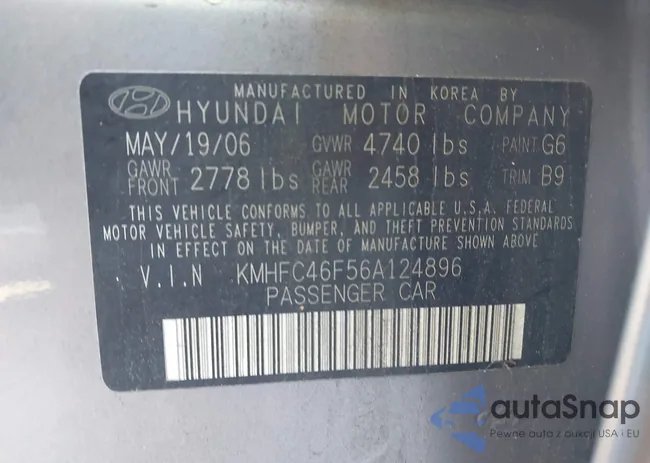 MANUFACTURED IN KOREA BY
HYUNDAI MOTOR COMPANY
MAY/19/06 GVWR 4740 lbs PAINT G6
GAWR FRONT 2778 lbs GAWR REAR 2458 lbs TRIM B9
THIS VEHICLE CONFORMS TO ALL APPLICABLE U.S.A. FEDERAL
MOTOR VEHICLE SAFETY, BUMPER, AND THEFT PREVENTION STANDARDS
IN EFFECT ON THE DATE OF MANUFACTURE SHOWN ABOVE.
V.I.N KMHFC46F56A124896
PASSENGER CAR
autaSnap
Pewne auta z aukcji USA i EU